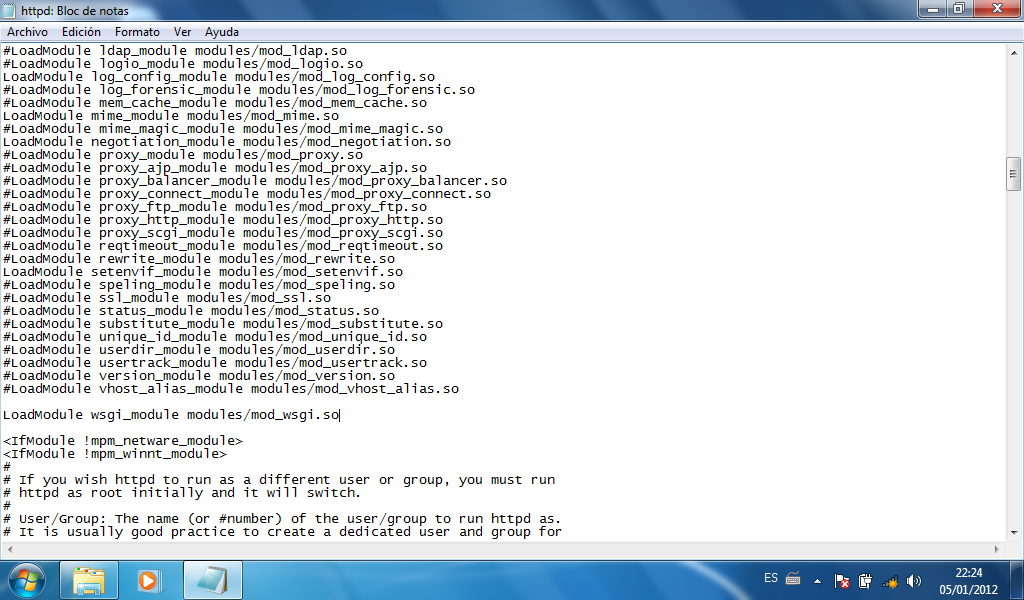 httpd: Bloc de notas
Archivo Edición Formato Ver Ayuda
#LoadModule ldap_module modules/mod_ldap.so
#LoadModule logio_module modules/mod_logio.so
LoadModule log_config_module modules/mod_log_config.so
#LoadModule log_forensic_module modules/mod_log_forensic.so
#LoadModule mem_cache_module modules/mod_mem_cache.so
LoadModule mime_module modules/mod_mime.so
#LoadModule mime_magic_module modules/mod_mime_magic.so
LoadModule negotiation_module modules/mod_negotiation.so
#LoadModule proxy_module modules/mod_proxy.so
#LoadModule proxy_ajp_module modules/mod_proxy_ajp.so
#LoadModule proxy_balancer_module modules/mod_proxy_balancer.so
#LoadModule proxy_connect_module modules/mod_proxy_connect.so
#LoadModule proxy_ftp_module modules/mod_proxy_ftp.so
#LoadModule proxy_http_module modules/mod_proxy_http.so
#LoadModule proxy_scgi_module modules/mod_proxy_scgi.so
#LoadModule reqtimeout_module modules/mod_reqtimeout.so
#LoadModule rewrite_module modules/mod_rewrite.so
LoadModule setenvif_module modules/mod_setenvif.so
#LoadModule speling_module modules/mod_speling.so
#LoadModule ssl_module modules/mod_ssl.so
#LoadModule status_module modules/mod_status.so
#LoadModule substitute_module modules/mod_substitute.so
#LoadModule unique_id_module modules/mod_unique_id.so
#LoadModule userdir_module modules/mod_userdir.so
#LoadModule usertrack_module modules/mod_usertrack.so
#LoadModule version_module modules/mod_version.so
#LoadModule vhost_alias_module modules/mod_vhost_alias.so
LoadModule wsgi_module modules/mod_wsgi.so
<IfModule !mpm_netware_module>
<IfModule !mpm_winnt_module>
#
# If you wish httpd to run as a different user or group, you must run
# httpd as root initially and it will switch.
#
# User/Group: The name (or #number) of the user/group to run httpd as.
# It is usually good practice to create a dedicated user and group for
ES
22:24
05/01/2012